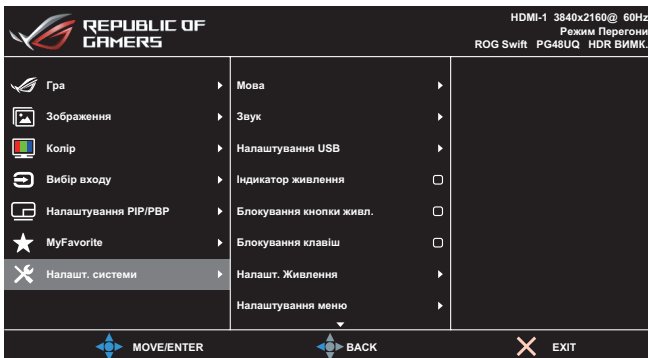 REPUBLIC OF
GAMERS
HDMI-1 3840x2160@ 60Hz
Режим Перегони
ROG Swift PG48UQ HDR ВИМК.
Гра
Зображення
Колір
Вибір входу
Налаштування PIP/PBP
MyFavorite
Налашт. системи
Мова
Звук
Налаштування USB
Індикатор живлення
Блокування кнопки живл.
Блокування клавіш
Налашт. Живлення
Налаштування меню
MOVE/ENTER
BACK
EXIT